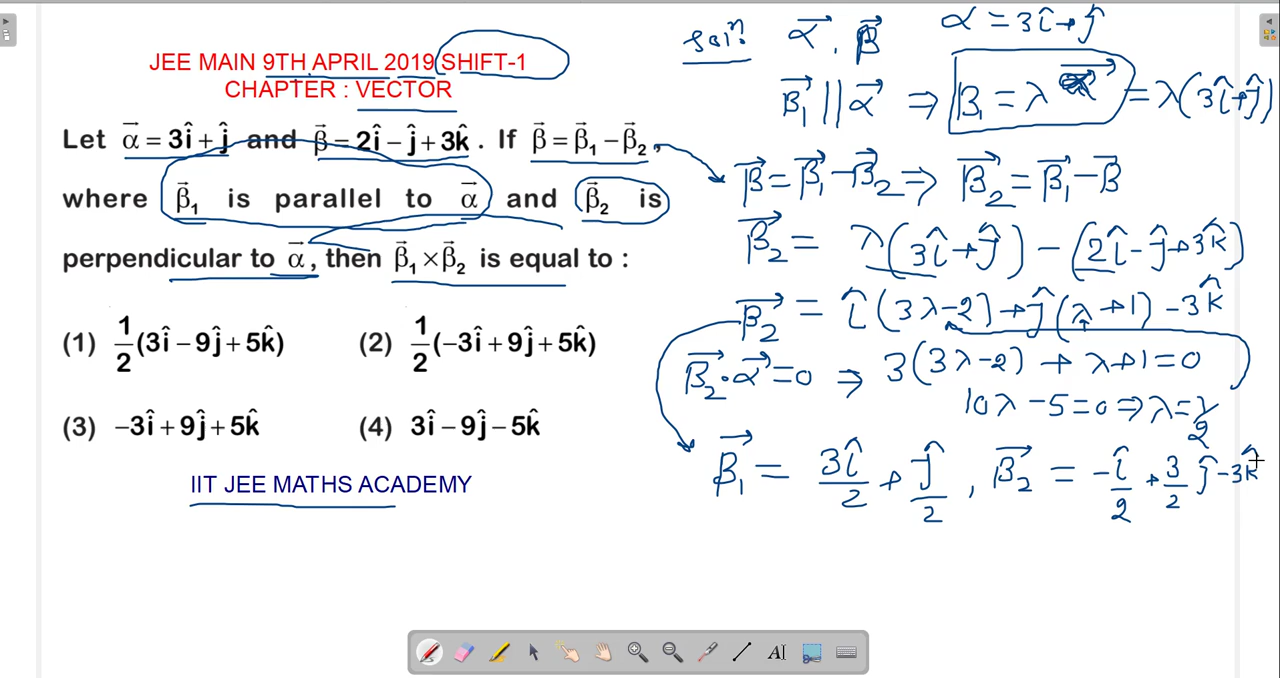 JEE MAIN 9TH APRIL 2019 SHIFT-1
CHAPTER : VECTOR
Let α⃗ = 3î + ĵ and β⃗ = 2î − ĵ + 3k̂ . If β⃗ = β⃗₁ − β⃗₂,
where β⃗₁ is parallel to α⃗ and β⃗₂ is
perpendicular to α⃗, then β⃗₁ × β⃗₂ is equal to :
(1) 1/2(3î − 9ĵ + 5k̂) (2) 1/2(−3î + 9ĵ + 5k̂)
(3) −3î + 9ĵ + 5k̂ (4) 3î − 9ĵ − 5k̂
IIT JEE MATHS ACADEMY
Solⁿ α⃗ . β⃗ α = 3î + ĵ
β⃗₁ || α⃗ ⇒ β₁ = λ α⃗ = λ(3î + ĵ)
β⃗ = β⃗₁ − β⃗₂ ⇒ β⃗₂ = β⃗₁ − β⃗
β⃗₂ = λ(3î + ĵ) − (2î − ĵ + 3k̂)
β⃗₂ = î(3λ − 2) + ĵ(λ + 1) − 3k̂
β⃗₂ · α⃗ = 0 ⇒ 3(3λ − 2) + λ + 1 = 0
10λ − 5 = 0 ⇒ λ = 1/2
β⃗₁ = 3î/2 + ĵ/2 , β⃗₂ = −î/2 + 3/2 ĵ − 3k̂
AI